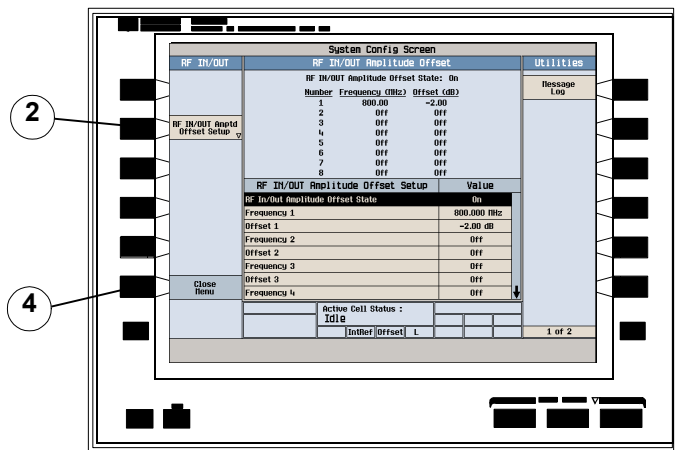 System Config Screen
RF IN/OUT
RF IN/OUT Amplitude Offset
Utilities
RF IN/OUT Amplitude Offset State: On
Number Frequency (MHz) Offset (dB)
1 800.00 -2.00
2 Off Off
3 Off Off
4 Off Off
5 Off Off
6 Off Off
7 Off Off
8 Off Off
Message
Log
2
RF IN/OUT Amptd
Offset Setup
RF IN/OUT Amplitude Offset Setup Value
RF In/Out Amplitude Offset State On
Frequency 1 800.000 MHz
Offset 1 -2.00 dB
Frequency 2 Off
Offset 2 Off
Frequency 3 Off
Offset 3 Off
Frequency 4 Off
4
Close
Menu
Active Cell Status :
Idle
IntRef Offset L
1 of 2